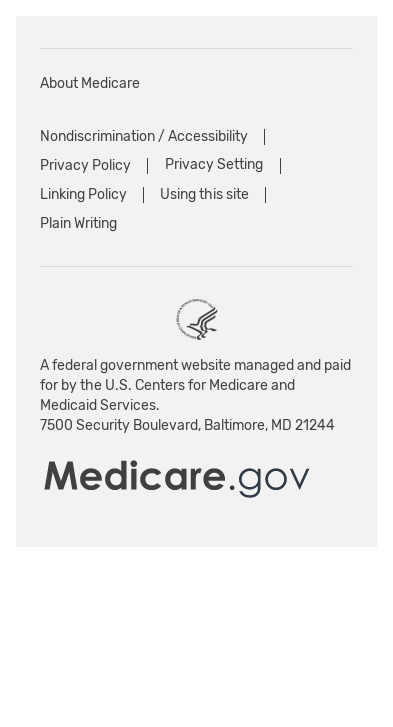 About Medicare
Nondiscrimination / Accessibility
Privacy Policy
Privacy Setting
Linking Policy
Using this site
Plain Writing
A federal government website managed and paid
for by the U.S. Centers for Medicare and
Medicaid Services.
7500 Security Boulevard, Baltimore, MD 21244
Medicare.gov